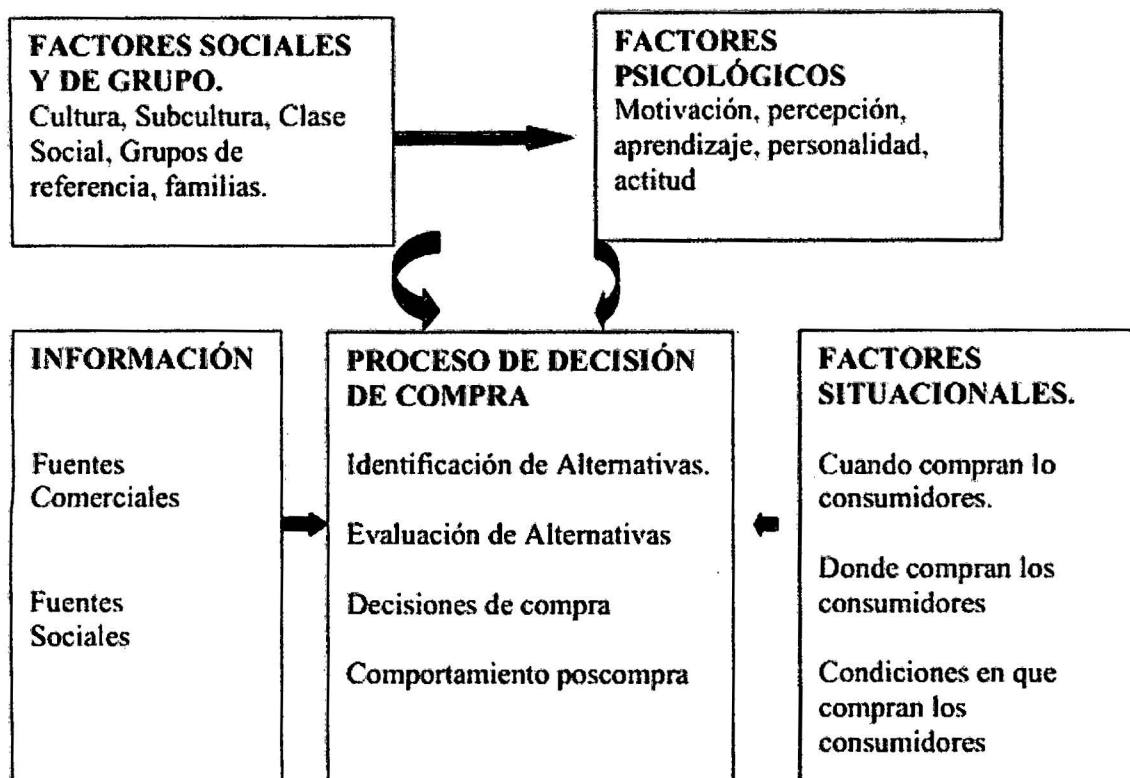 FACTORES SOCIALES
Y DE GRUPO.
Cultura, Subcultura, Clase
Social, Grupos de
referencia, familias.
FACTORES
PSICOLÓGICOS
Motivación, percepción,
aprendizaje, personalidad,
actitud
INFORMACIÓN
Fuentes
Comerciales
Fuentes
Sociales
PROCESO DE DECISIÓN
DE COMPRA
Identificación de Alternativas.
Evaluación de Alternativas
Decisiones de compra
Comportamiento poscompra
FACTORES
SITUACIONALES.
Cuando compran lo
consumidores.
Donde compran los
consumidores
Condiciones en que
compran los
consumidores